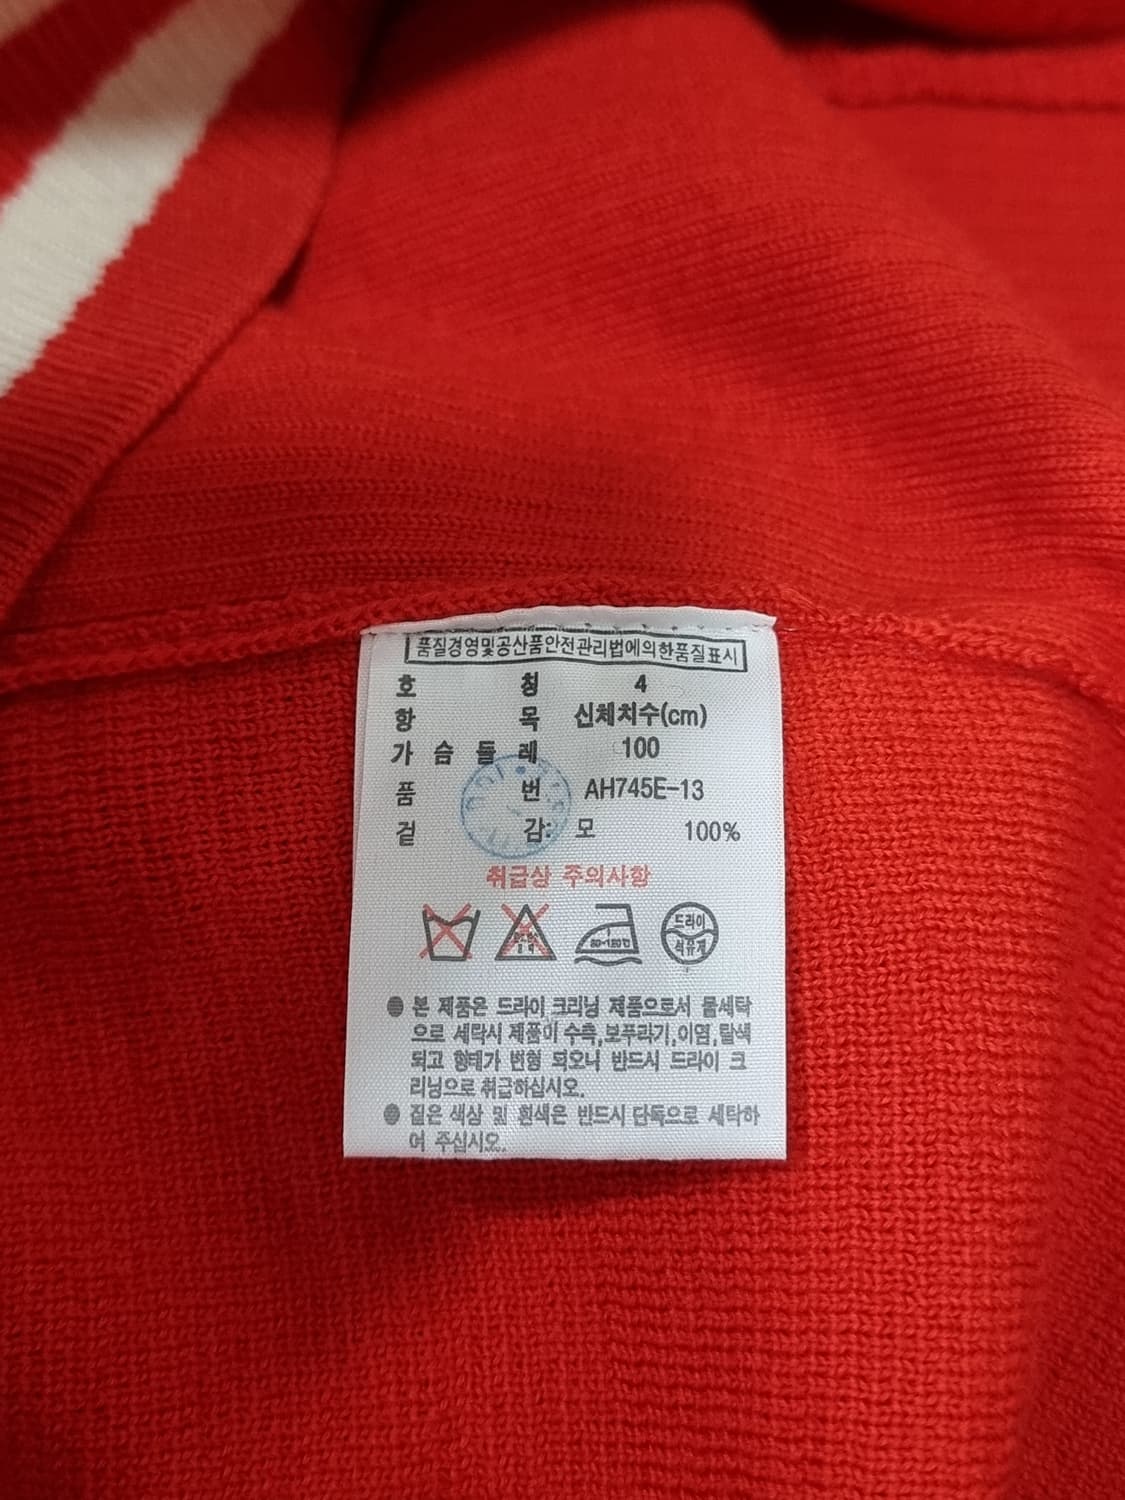 품질경영및공산품안전관리법에의한품질표시
호 칭 4
항 목 신체치수(cm)
가 슴 둘 레 100
품 번 AH745E-13
겉 감: 모 100%
취급상 주의사항
드라이
석유계
● 본 제품은 드라이 크리닝 제품으로서 물세탁
으로 세탁시 제품이 수축,보푸라기,이염,탈색
되고 형태가 변형 되오니 반드시 드라이 크
리닝으로 취급하십시오.
● 짙은 색상 및 흰색은 반드시 단독으로 세탁하
여 주십시오.